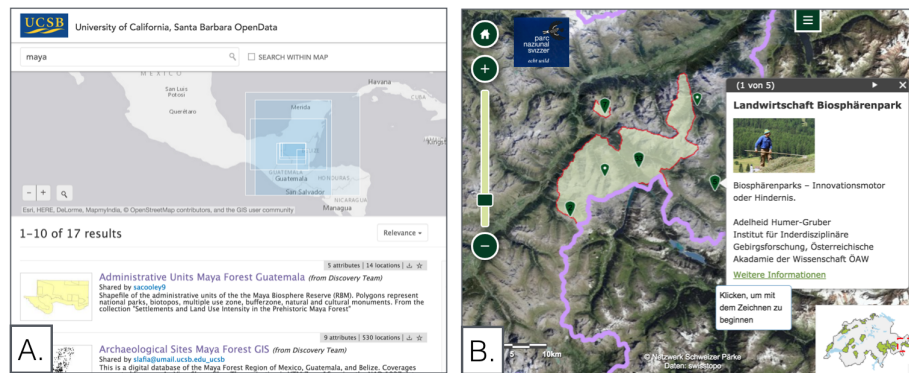 UCSB
University of California, Santa Barbara OpenData
maya
SEARCH WITHIN MAP
MÉXICO
San Luis
Potosí
Querétaro
Havana
CUBA
Merida
GUATEMALA
Guatemala
HONDURAS
San Salvador
NICARAGUA
Managua
- +
Esri, HERE, DeLorme, MapmyIndia, © OpenStreetMap contributors, and the GIS user community
1-10 of 17 results
Relevance
5 attributes | 14 locations |
Administrative Units Maya Forest Guatemala (from Discovery Team)
Shared by sacooley9
Shapefile of the administrative units of the the Maya Biosphere Reserve (RBM). Polygons represent
national parks, biotopos, multiple use zone, bufferzone, natural and cultural monuments. From the
collection "Settlements and Land Use Intensity in the Prehistoric Maya Forest"
9 attributes | 530 locations |
Archaeological Sites Maya Forest GIS (from Discovery Team)
Shared by slafia@umail.ucsb.edu_ucsb
This is a digital database of the Maya Forest Region of Mexico, Guatemala, and Belize. Coverages
A.
parc
naziunal
svizzer
echt wild
+
(1 von 5)
Landwirtschaft Biosphärenpark
Biosphärenparks – Innovationsmotor
oder Hindernis.
Adelheid Humer-Gruber
Institut für Inderdisziplinäre
Gebirgsforschung, Österreichische
Akadamie der Wissenschaft ÖAW
Weitere Informationen
Klicken, um mit
dem Zeichnen zu
beginnen
5 10km
© Netzwerk Schweizer Pärke
Daten: swisstopo
B.